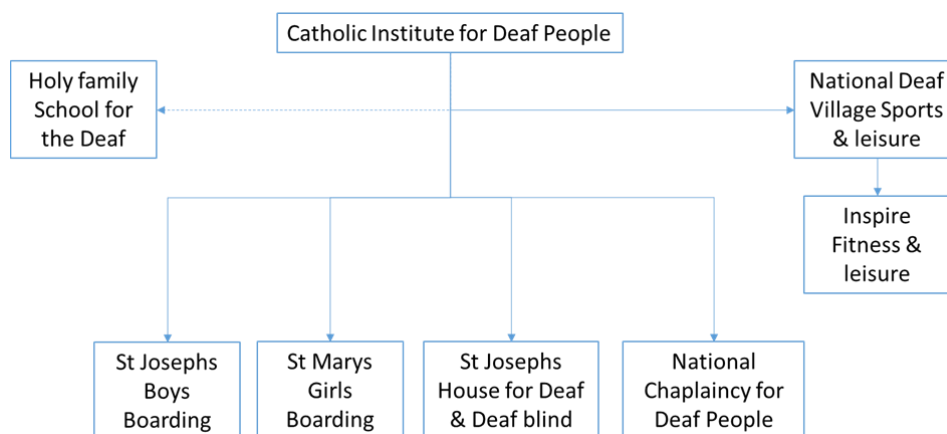 Catholic Institute for Deaf People
Holy family
School for
the Deaf
National Deaf
Village Sports
& leisure
Inspire
Fitness &
leisure
St Josephs
Boys
Boarding
St Marys
Girls
Boarding
St Josephs
House for Deaf
& Deaf blind
National
Chaplaincy for
Deaf People